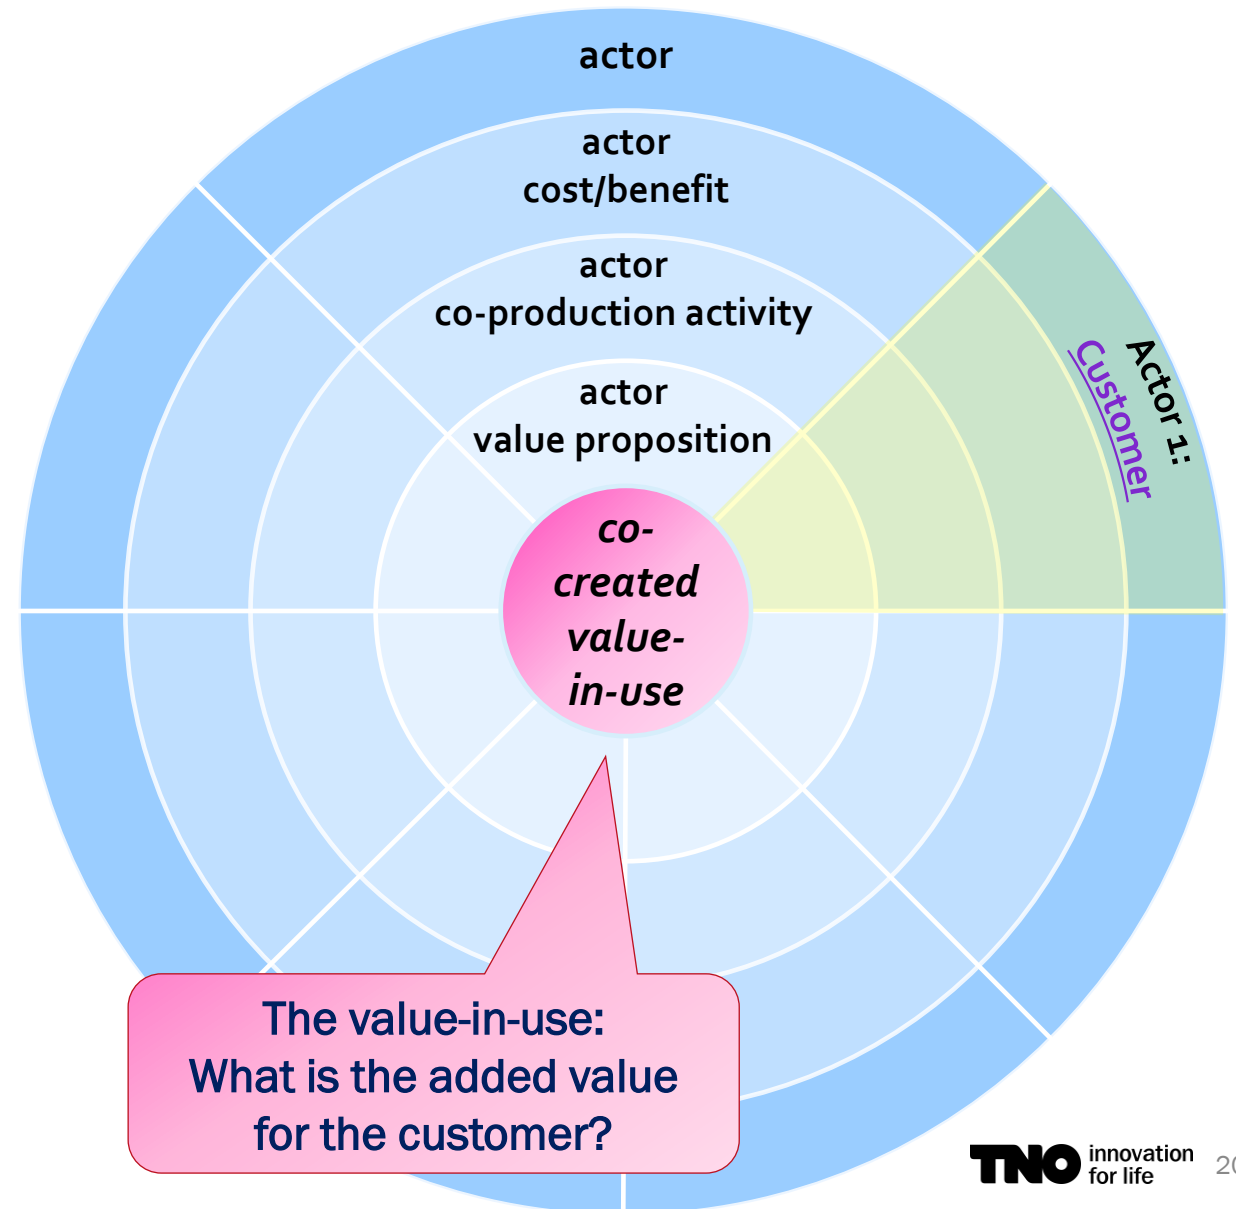 actor
actor
cost/benefit
actor
co-production activity
actor
value proposition
co-
created
value-
in-use
Actor 1:
Customer
The value-in-use:
What is the added value
for the customer?
TNO innovation
for life